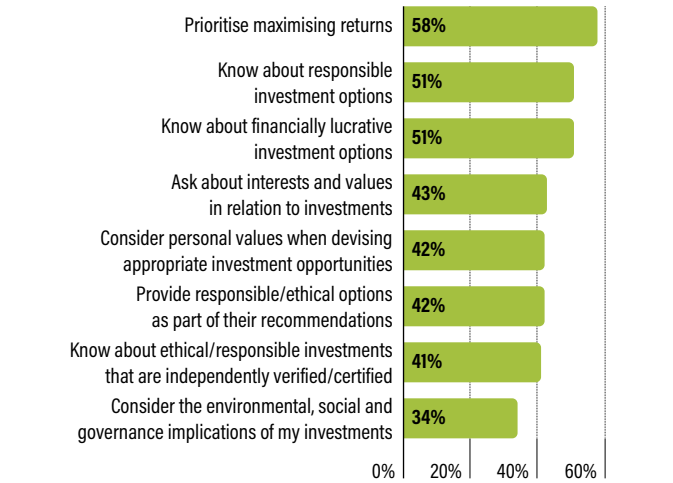 Prioritise maximising returns 58%
Know about responsible
investment options 51%
Know about financially lucrative
investment options 51%
Ask about interests and values
in relation to investments 43%
Consider personal values when devising
appropriate investment opportunities 42%
Provide responsible/ethical options
as part of their recommendations 42%
Know about ethical/responsible investments
that are independently verified/certified 41%
Consider the environmental, social and
governance implications of my investments 34%
0% 20% 40% 60%